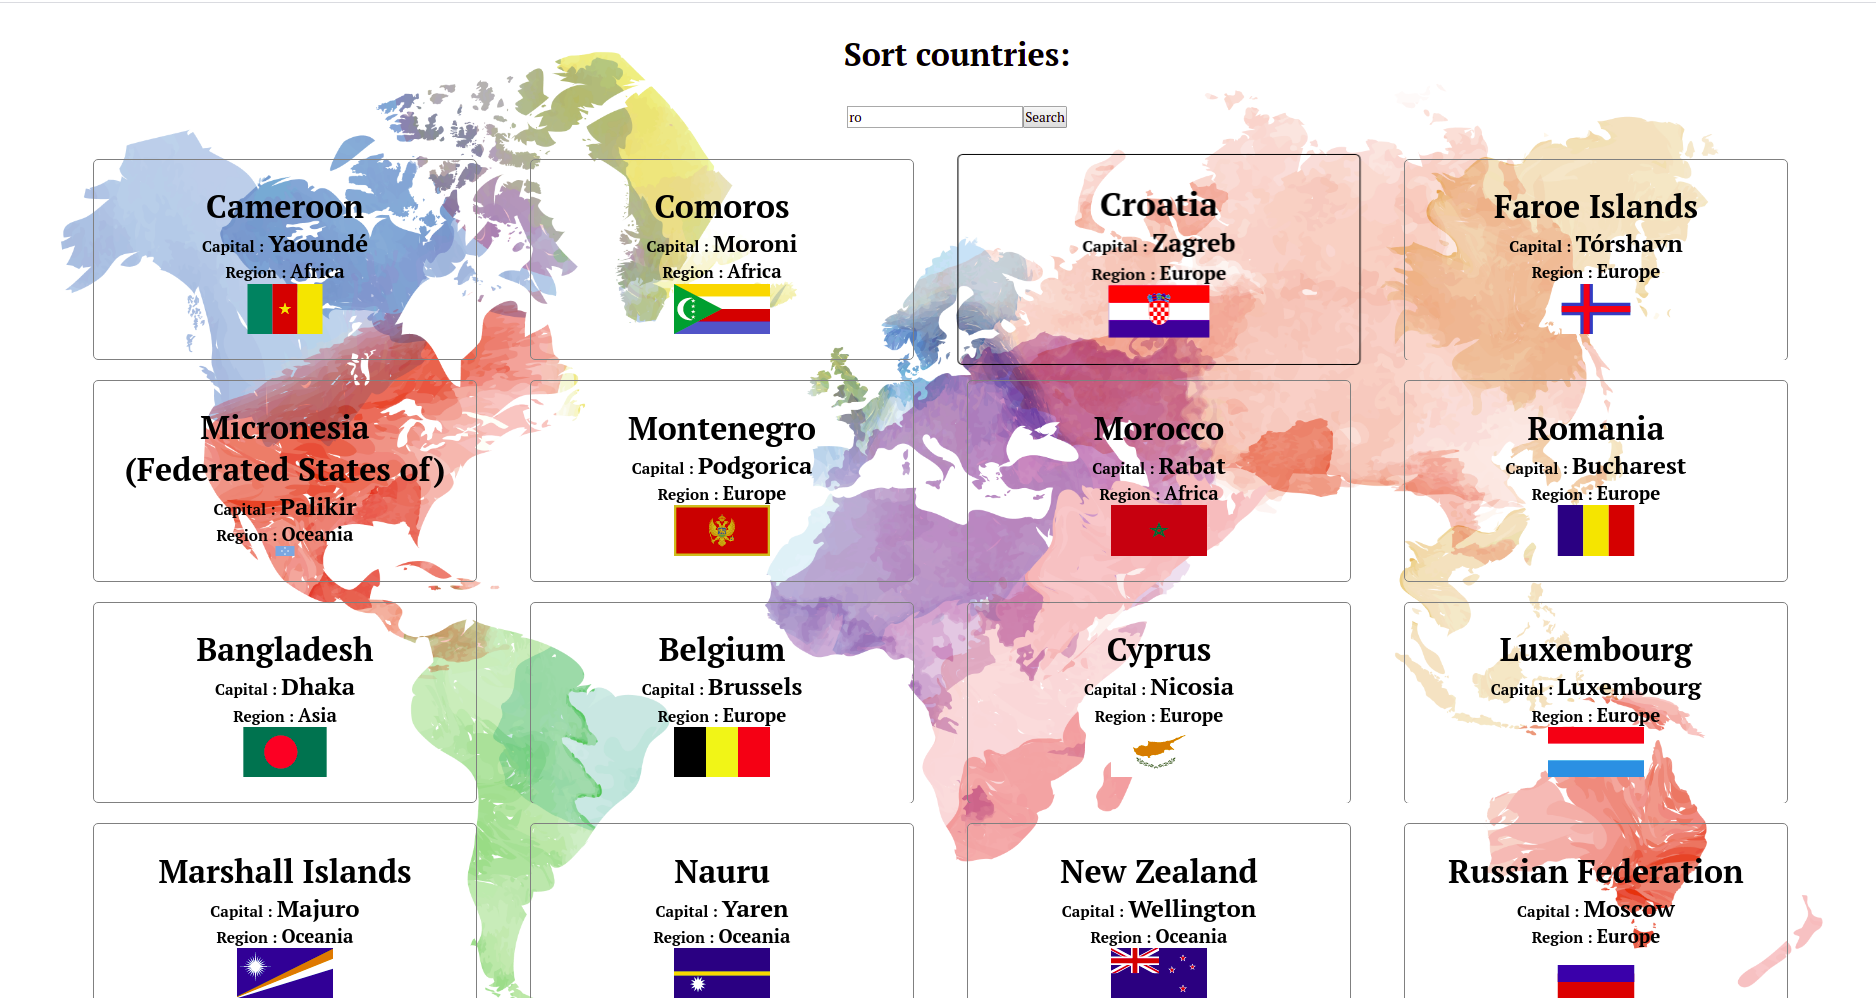 Sort countries:
ro Search
Cameroon
Capital : Yaoundé
Region : Africa
Comoros
Capital : Moroni
Region : Africa
Croatia
Capital : Zagreb
Region : Europe
Faroe Islands
Capital : Tórshavn
Region : Europe
Micronesia
(Federated States of)
Capital : Palikir
Region : Oceania
Montenegro
Capital : Podgorica
Region : Europe
Morocco
Capital : Rabat
Region : Africa
Romania
Capital : Bucharest
Region : Europe
Bangladesh
Capital : Dhaka
Region : Asia
Belgium
Capital : Brussels
Region : Europe
Cyprus
Capital : Nicosia
Region : Europe
Luxembourg
Capital : Luxembourg
Region : Europe
Marshall Islands
Capital : Majuro
Region : Oceania
Nauru
Capital : Yaren
Region : Oceania
New Zealand
Capital : Wellington
Region : Oceania
Russian Federation
Capital : Moscow
Region : Europe